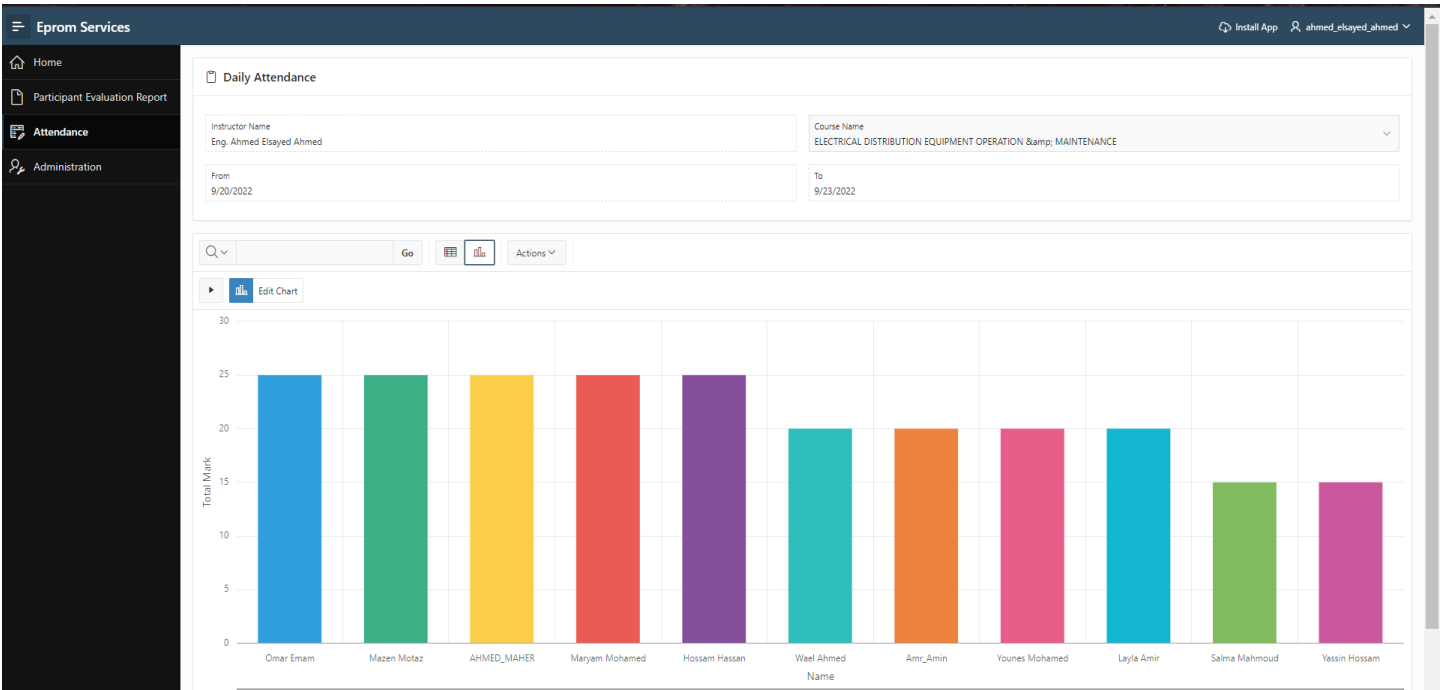 Eprom Services
Install App
ahmed_elsayed_ahmed
Home
Participant Evaluation Report
Attendance
Administration
Daily Attendance
Instructor Name
Eng. Ahmed Elsayed Ahmed
Course Name
ELECTRICAL DISTRIBUTION EQUIPMENT OPERATION &amp; MAINTENANCE
From
9/20/2022
To
9/23/2022
Go
Actions
Edit Chart
30
25
20
15
10
5
0
Total Mark
Omar Emam
Mazen Motaz
AHMED_MAHER
Maryam Mohamed
Hossam Hassan
Wael Ahmed
Amr_Amin
Younes Mohamed
Layla Amir
Salma Mahmoud
Yassin Hossam
Name